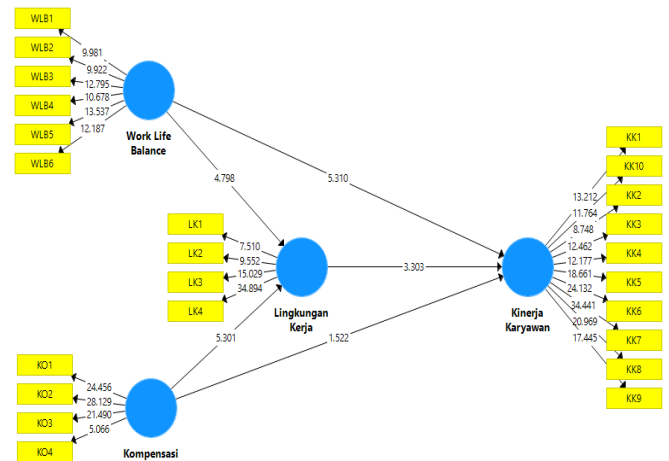 WLB1
WLB2
WLB3
WLB4
WLB5
WLB6
9.981
9.922
12.795
10.678
13.537
12.187
Work Life
Balance
4.798
5.310
LK1
LK2
LK3
LK4
7.510
9.552
15.029
34.894
Lingkungan
Kerja
3.303
5.301
1.522
KO1
KO2
KO3
KO4
24.456
28.129
21.490
5.066
Kompensasi
KK1
KK10
KK2
KK3
KK4
KK5
KK6
KK7
KK8
KK9
13.212
11.764
8.748
12.462
12.177
18.661
24.132
34.441
20.969
17.445
Kinerja
Karyawan